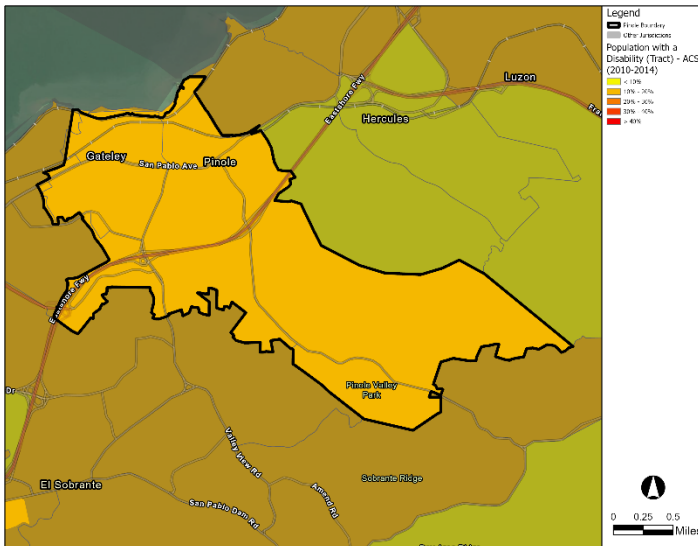 Legend
Pinole Boundary
Other Jurisdictions
Population with a
Disability (Tract) - ACS
(2010-2014)
< 10%
10% - 20%
20% - 30%
30% - 40%
> 40%
Luzon
Eastshore Fwy
Hercules
Gateley
San Pablo Ave
Pinole
Eastshore Fwy
Pinole Valley
Park
Dr
Valley View Rd
El Sobrante
Sobrante Ridge
Amend Rd
San Pablo Dam Rd
0 0.25 0.5
Miles